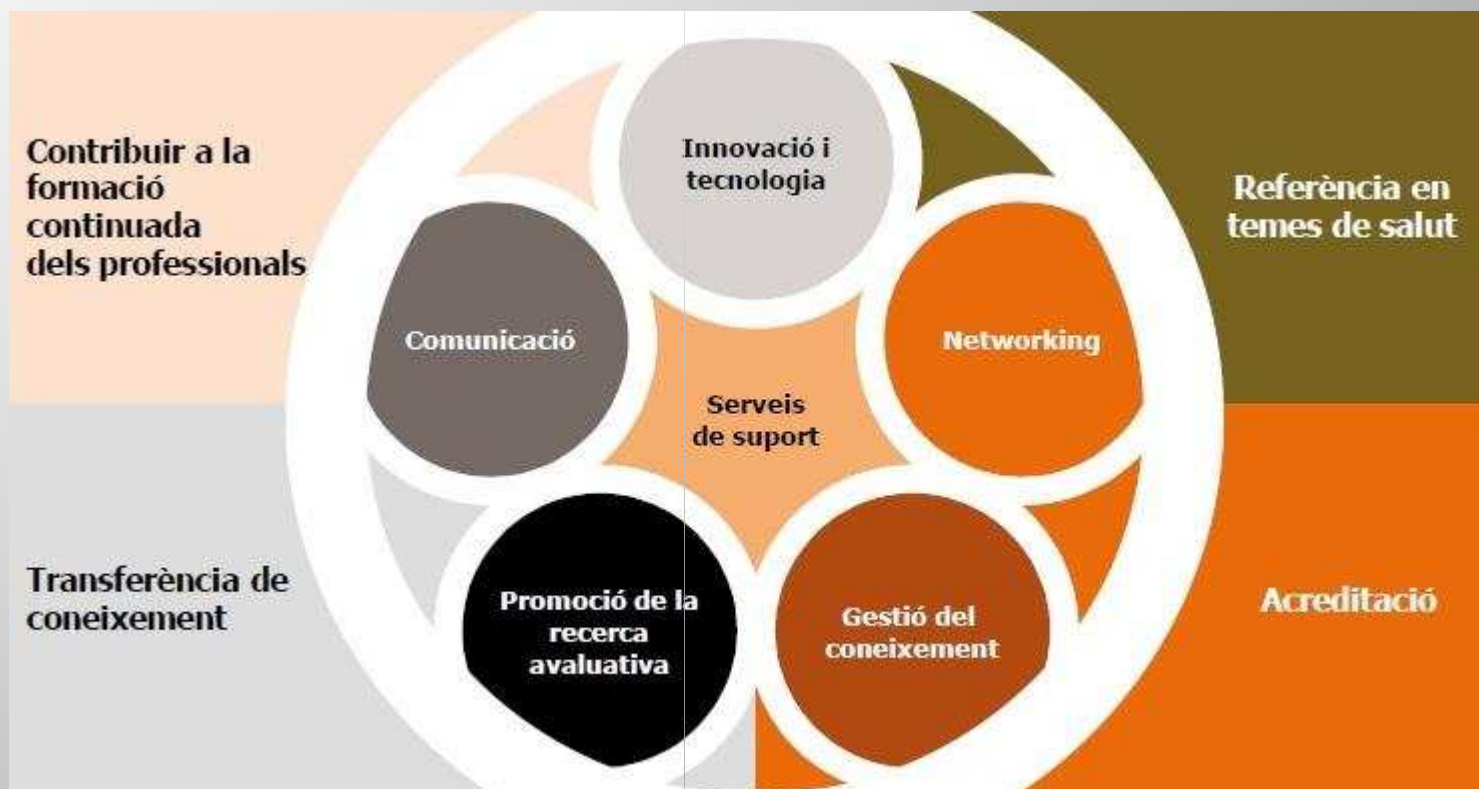 Contribuir a la
formació
continuada
dels professionals
Innovació i
tecnologia
Referència en
temes de salut
Comunicació
Networking
Serveis
de suport
Transferència de
coneixement
Promoció de la
recerca
avaluativa
Gestió del
coneixement
Acreditació